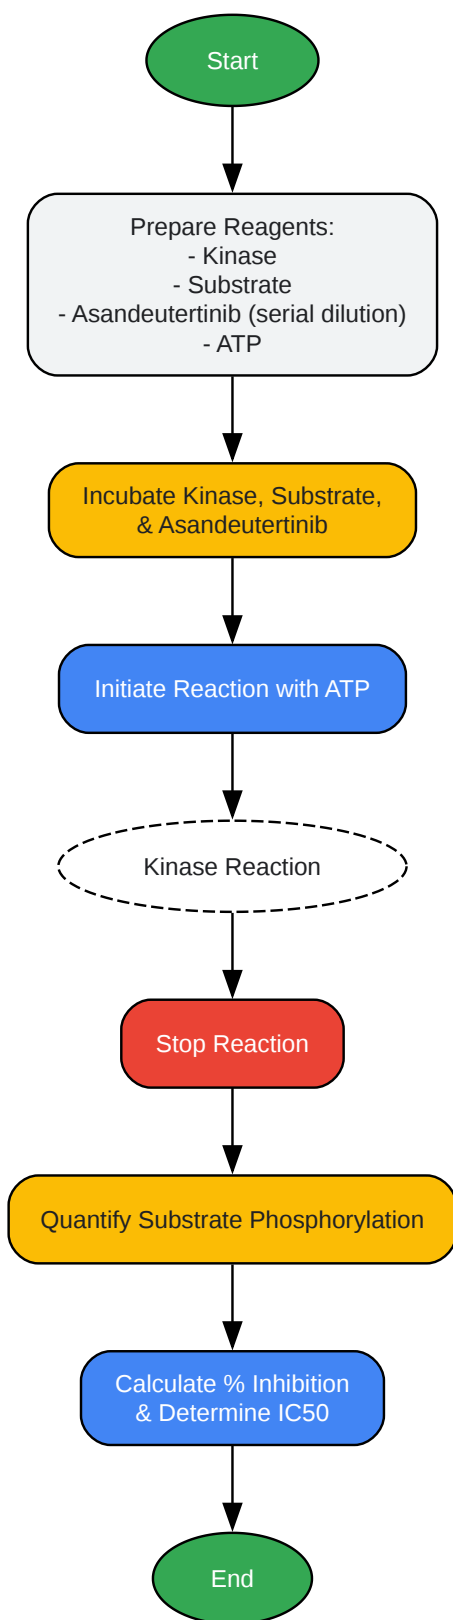 Start
Prepare Reagents:
- Kinase
- Substrate
- Asandeutertinib (serial dilution)
- ATP
Incubate Kinase, Substrate,
& Asandeutertinib
Initiate Reaction with ATP
Kinase Reaction
Stop Reaction
Quantify Substrate Phosphorylation
Calculate % Inhibition
& Determine IC50
End